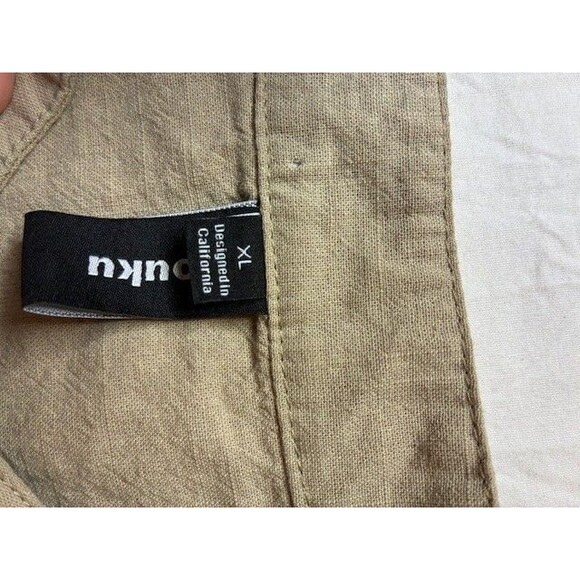 ouku
XL
Designed in
California